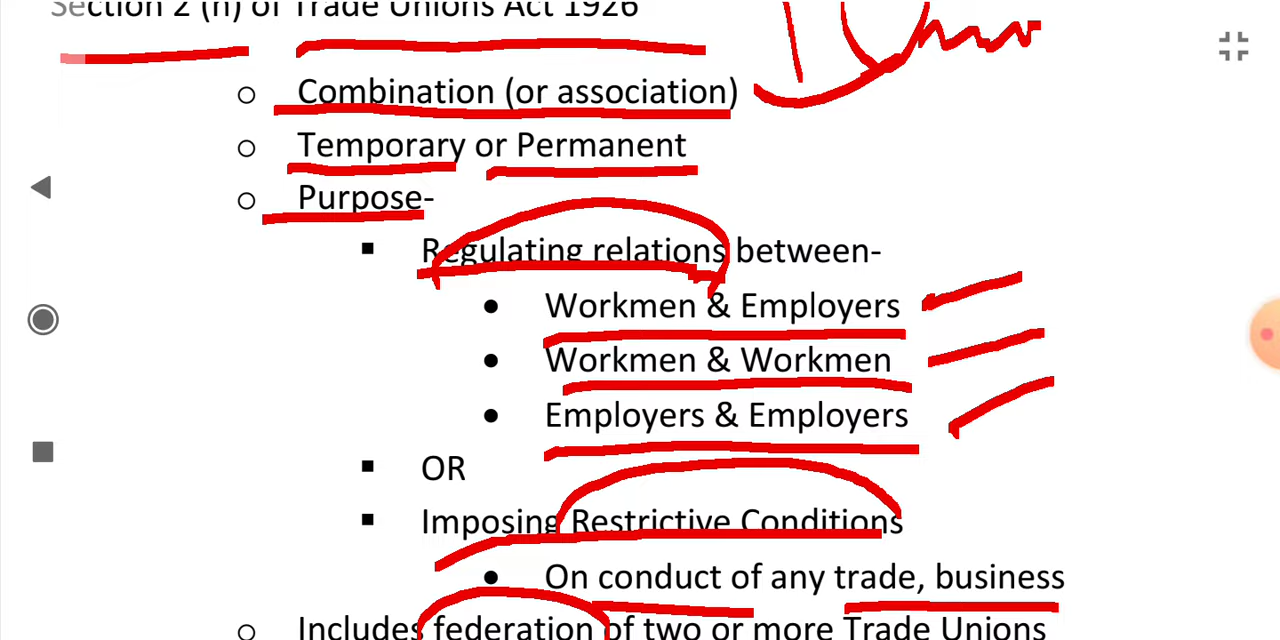 Section 2 (h) of Trade Unions Act 1926
o Combination (or association)
o Temporary or Permanent
o Purpose-
▪ Regulating relations between-
• Workmen & Employers
• Workmen & Workmen
• Employers & Employers
▪ OR
▪ Imposing Restrictive Conditions
• On conduct of any trade, business
o Includes federation of two or more Trade Unions